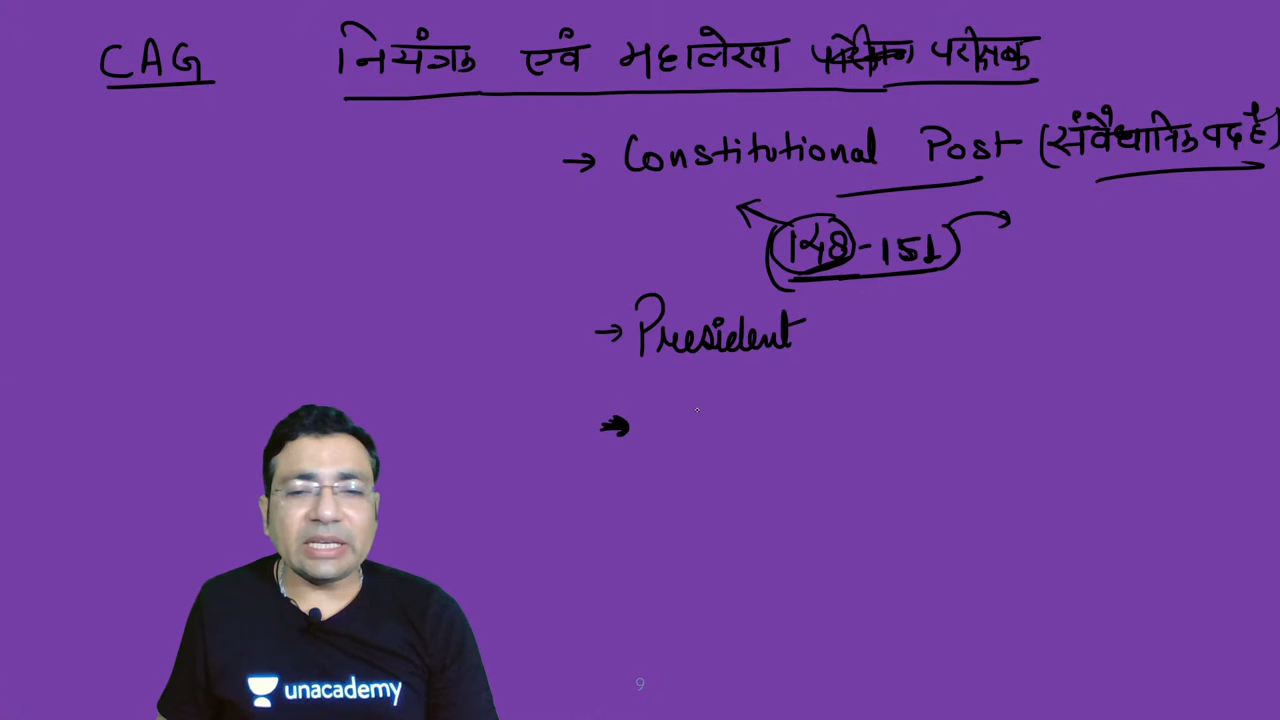 CAG नियंत्रक एवं महालेखा परीक्षक
→ Constitutional Post (संवैधानिक पद है)
148-151
→ President
→
unacademy
9